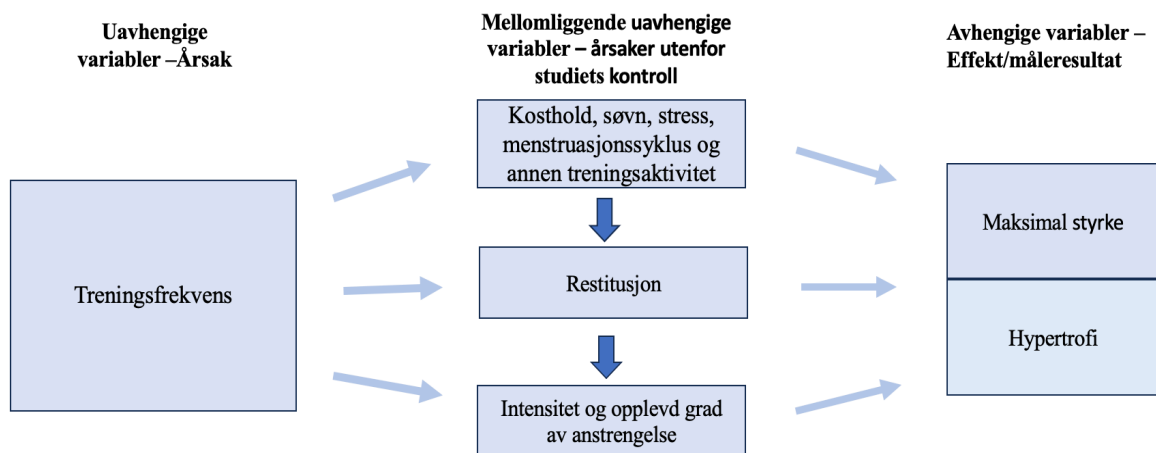 Uavhengige
variabler –Årsak
Mellomliggende uavhengige
variabler – årsaker utenfor
studiets kontroll
Avhengige variabler –
Effekt/måleresultat
Treningsfrekvens
Kosthold, søvn, stress,
menstruasjonssyklus og
annen treningsaktivitet
Restitusjon
Intensitet og opplevd grad
av anstrengelse
Maksimal styrke
Hypertrofi